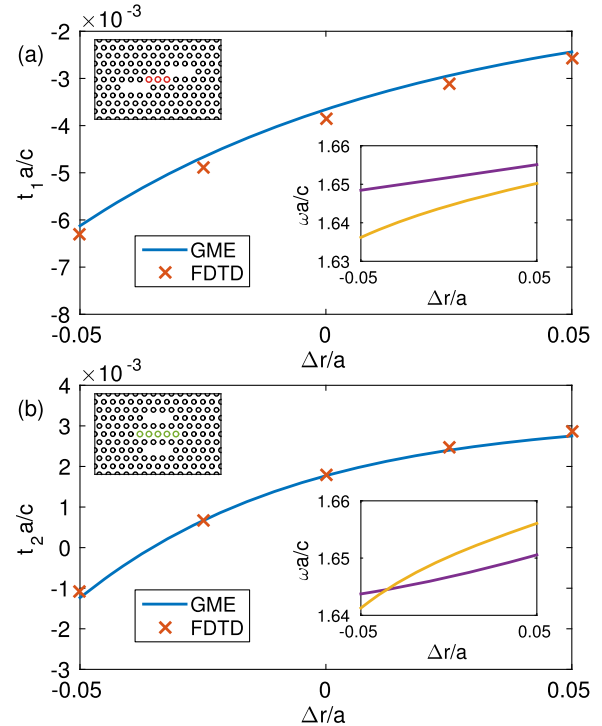 (a)
× 10⁻³
-2
-3
-4
-5
-6
-7
-8
t₁ a/c
-0.05 0 0.05
Δr/a
GME
FDTD
1.66
1.65
1.64
1.63
ωa/c
-0.05 0.05
Δr/a
(b)
× 10⁻³
4
3
2
1
0
-1
-2
-3
t₂ a/c
-0.05 0 0.05
Δr/a
GME
FDTD
1.66
1.65
1.64
ωa/c
-0.05 0.05
Δr/a